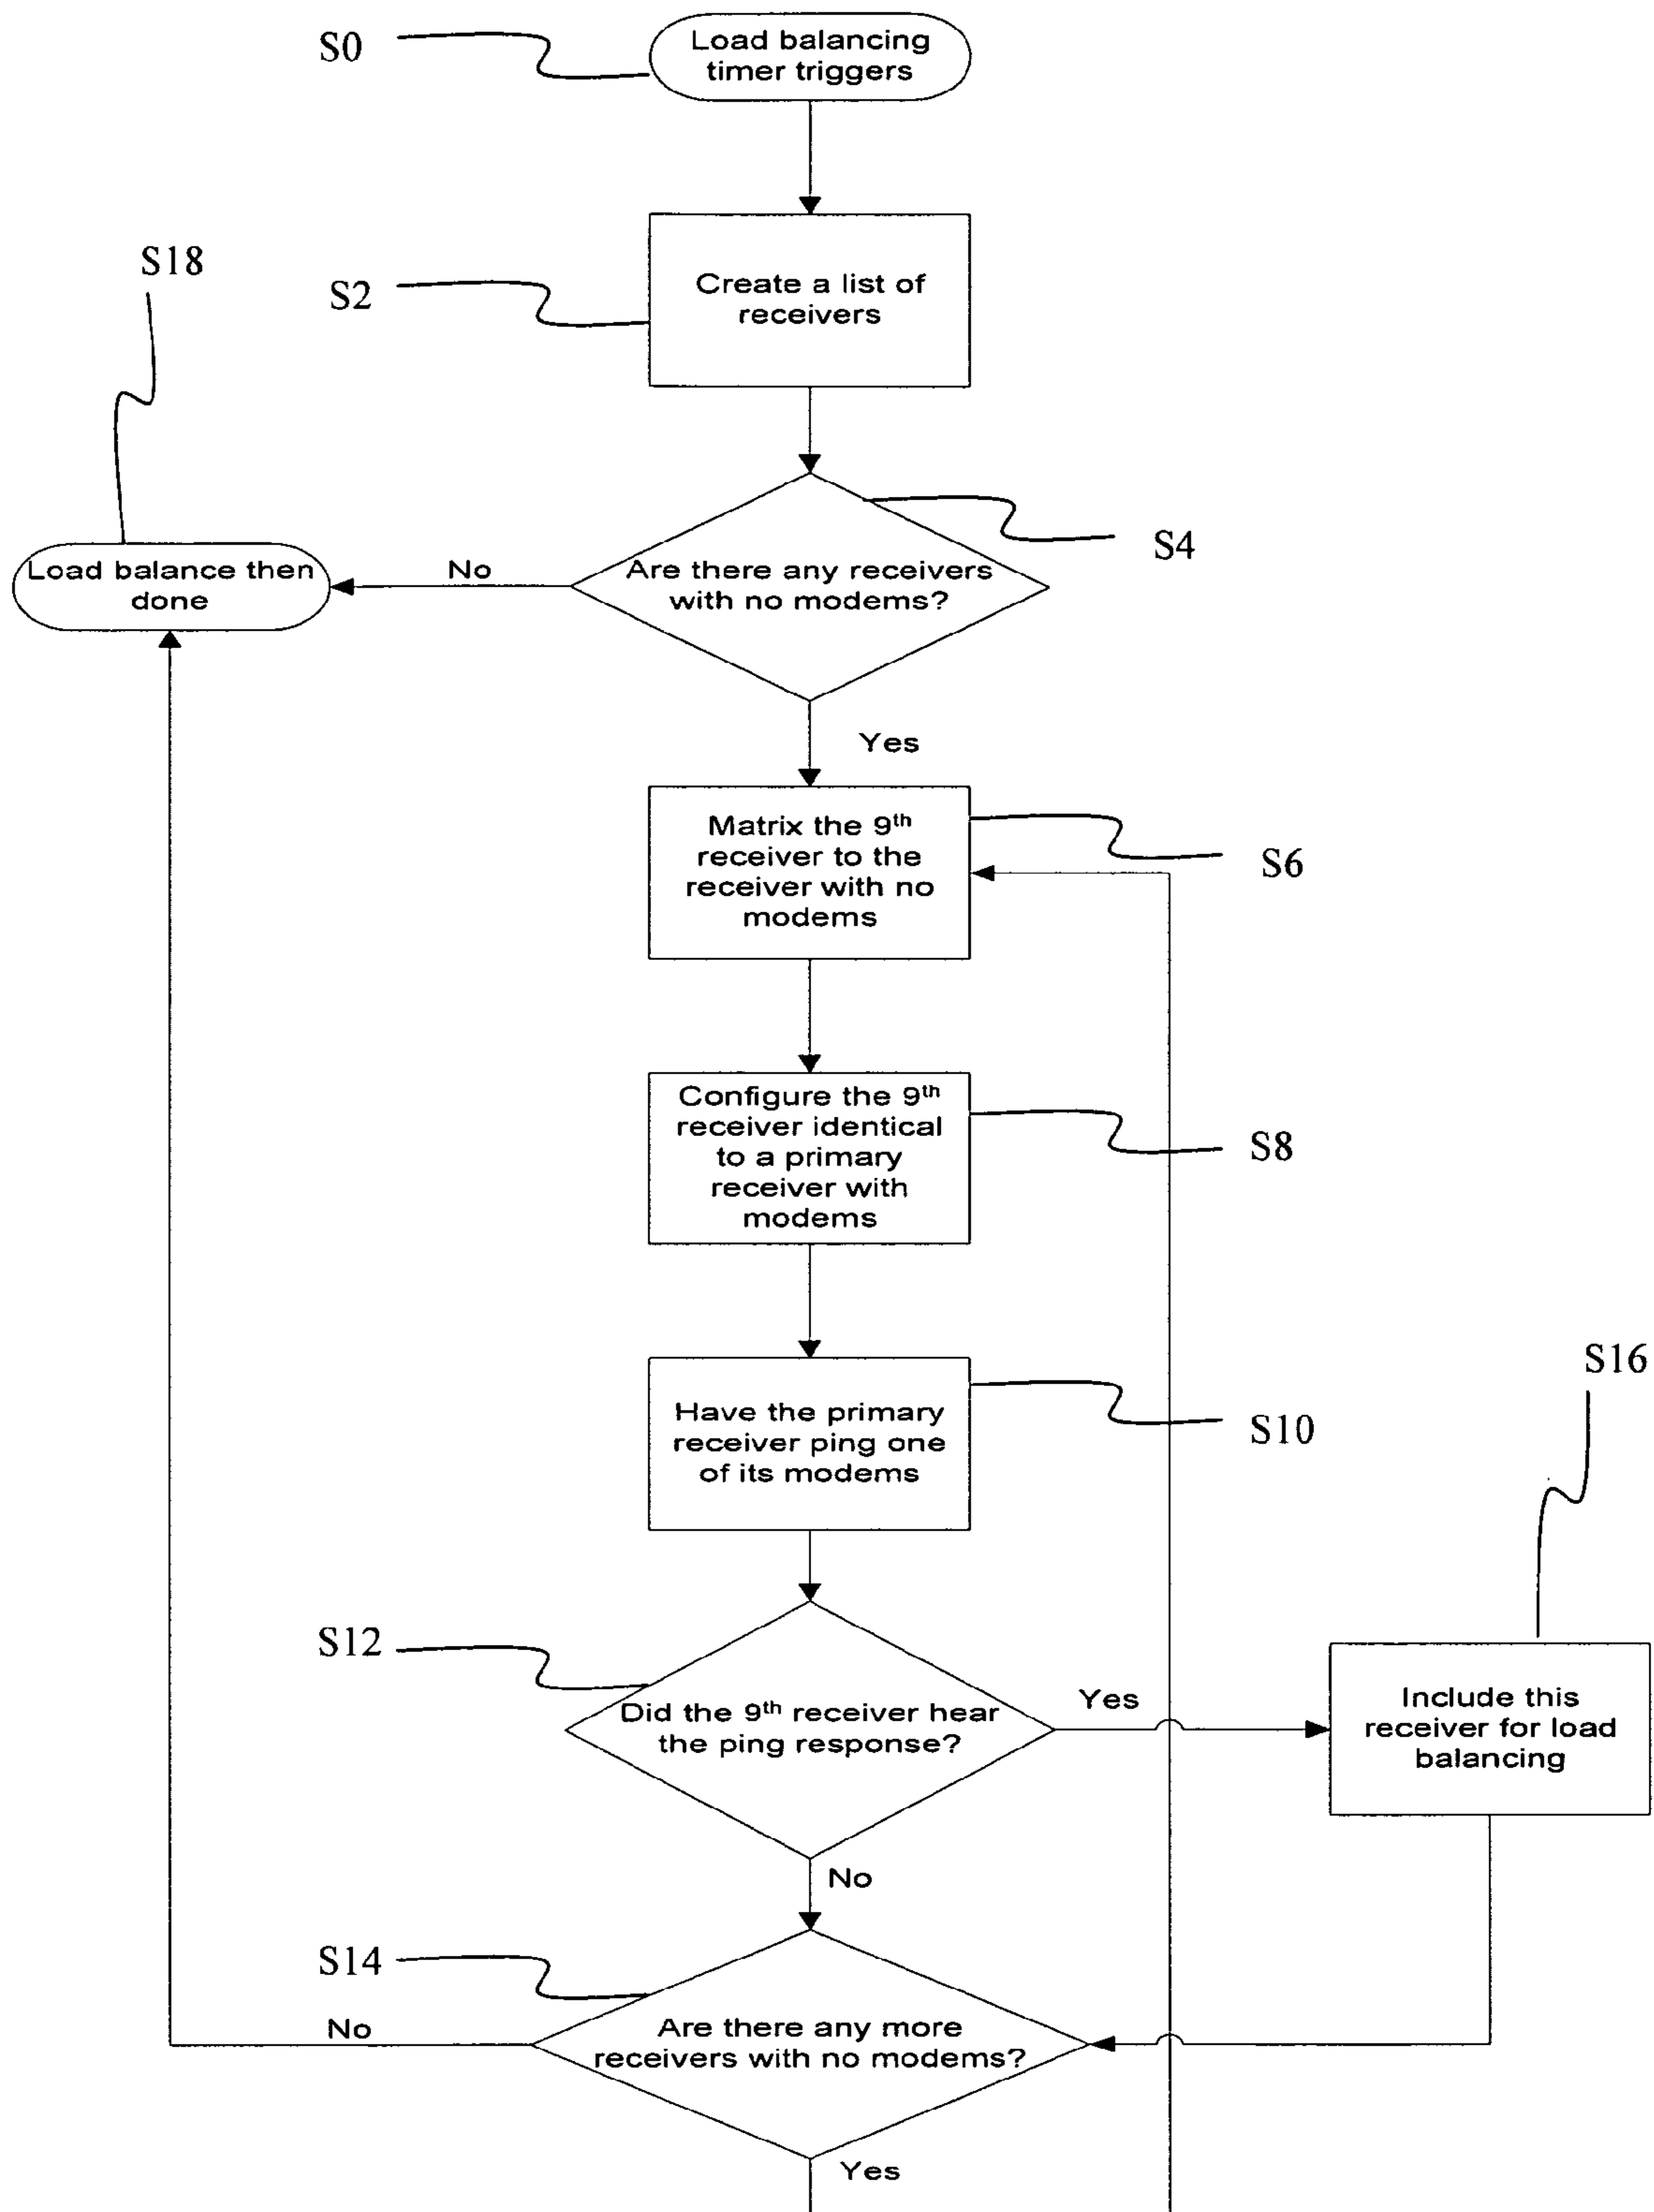 S0
Load balancing
timer triggers
S18
S2
Create a list of
receivers
S4
Load balance then
done
No
Are there any receivers
with no modems?
Yes
Matrix the 9th
receiver to the
receiver with no
modems
S6
Configure the 9th
receiver identical
to a primary
receiver with
modems
S8
S16
Have the primary
receiver ping one
of its modems
S10
S12
Did the 9th receiver hear
the ping response?
Yes
Include this
receiver for load
balancing
No
S14
No
Are there any more
receivers with no modems?
Yes